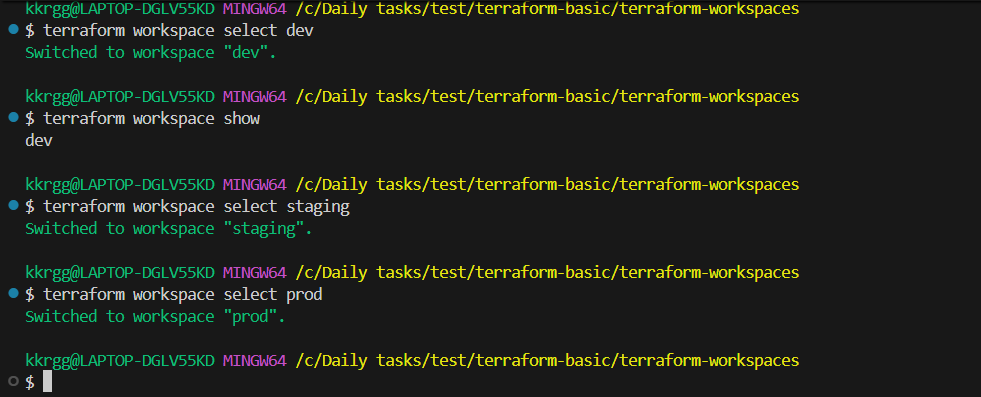 kkrgg@LAPTOP-DGLV55KD MINGW64 /c/Daily tasks/test/terraform-basic/terraform-workspaces
$ terraform workspace select dev
Switched to workspace "dev".
kkrgg@LAPTOP-DGLV55KD MINGW64 /c/Daily tasks/test/terraform-basic/terraform-workspaces
$ terraform workspace show
dev
kkrgg@LAPTOP-DGLV55KD MINGW64 /c/Daily tasks/test/terraform-basic/terraform-workspaces
$ terraform workspace select staging
Switched to workspace "staging".
kkrgg@LAPTOP-DGLV55KD MINGW64 /c/Daily tasks/test/terraform-basic/terraform-workspaces
$ terraform workspace select prod
Switched to workspace "prod".
kkrgg@LAPTOP-DGLV55KD MINGW64 /c/Daily tasks/test/terraform-basic/terraform-workspaces
$